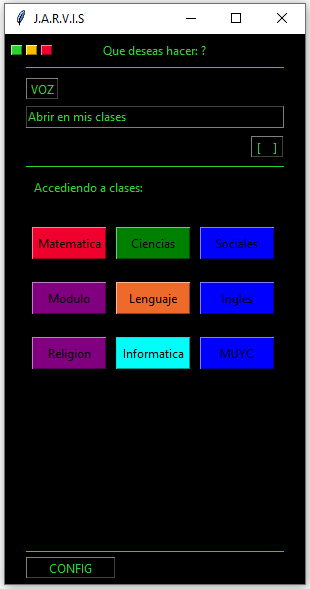 J.A.R.V.I.S
Que deseas hacer: ?
VOZ
Abrir en mis clases
[ ]
Accediendo a clases:
Matematica Ciencias Sociales
Modulo Lenguaje Ingles
Religion Informatica MUYC
CONFIG